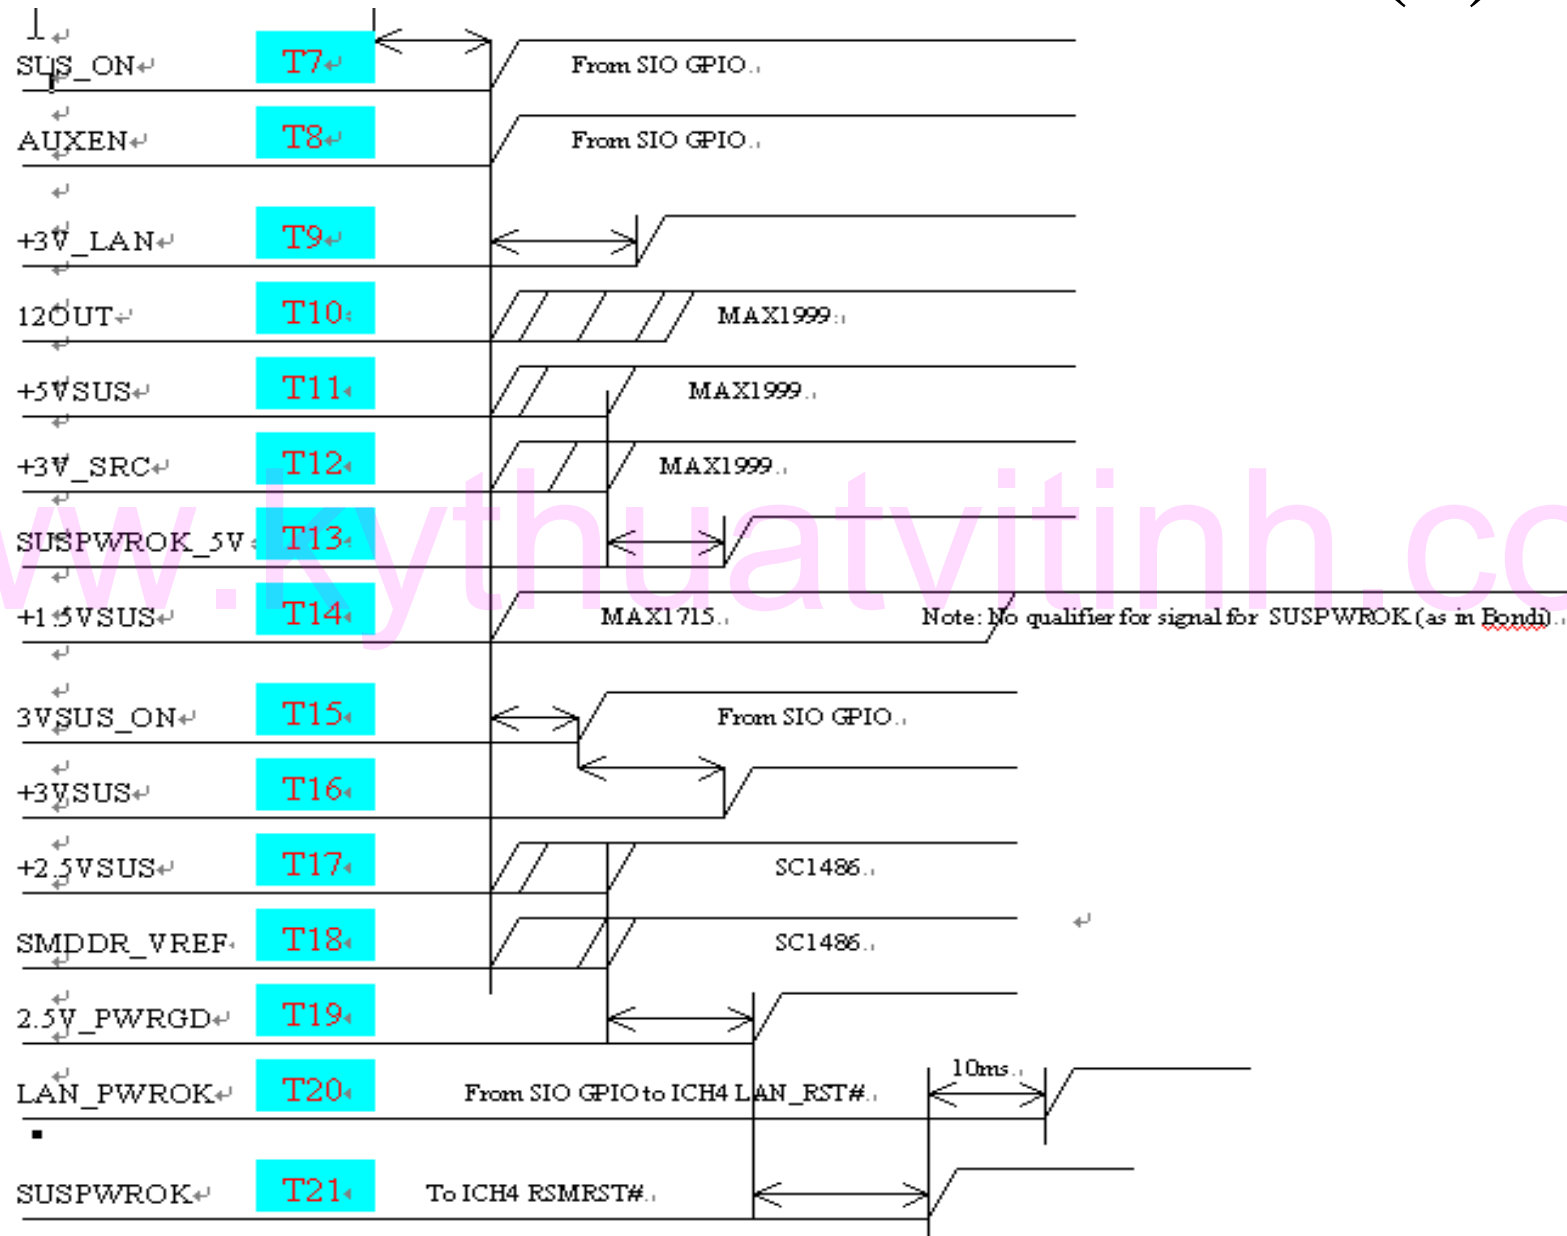 SUS_ON T7 From SIO GPIO.
AUXEN T8 From SIO GPIO.
+3V_LAN T9
12OUT T10 MAX1999
+5VSUS T11 MAX1999.
+3V_SRC T12 MAX1999.
www.kythuatvitinh.co
SUSPWROK_5V T13
+1.5VSUS T14 MAX1715. Note: No qualifier for signal for SUSPWROK (as in Bondi).
3VSUS_ON T15 From SIO GPIO.
+3VSUS T16
+2.5VSUS T17 SC1486.
SMDDR_VREF T18 SC1486.
2.5V_PWRGD T19
10ms.
LAN_PWROK T20 From SIO GPIO to ICH4 LAN_RST#.
SUSPWROK T21 To ICH4 RSMRST#.